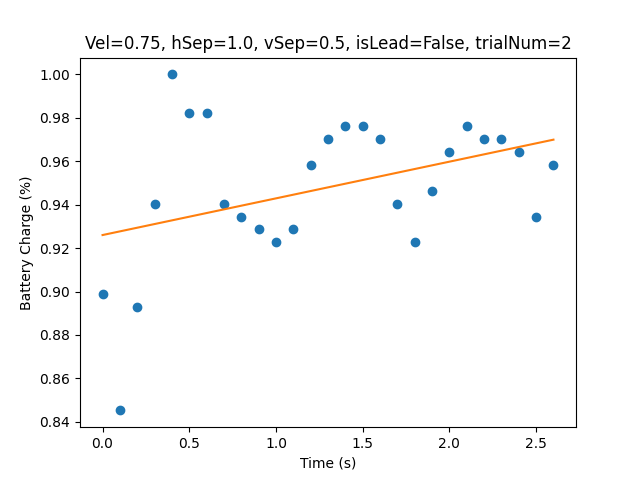 Vel=0.75, hSep=1.0, vSep=0.5, isLead=False, trialNum=2
1.00
0.98
0.96
0.94
0.92
0.90
0.88
0.86
0.84
Battery Charge (%)
0.0 0.5 1.0 1.5 2.0 2.5
Time (s)